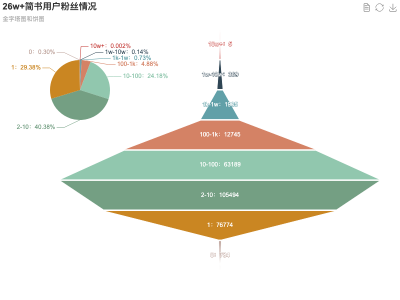 26w+简书用户粉丝情况
金字塔图和饼图
10w+: 0.002%
1w-10w: 0.14%
0: 0.30%
1k-1w: 0.73%
100-1k: 4.88%
1: 29.38%
10-100: 24.18%
2-10: 40.38%
100-1k: 12745
10-100: 63189
2-10: 105494
1: 76774